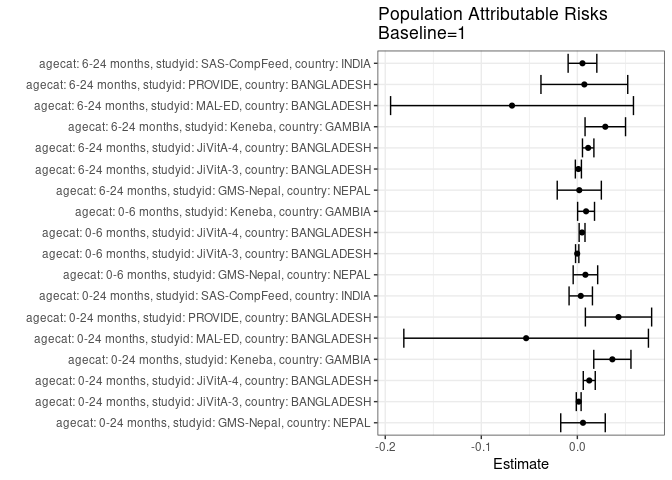 Population Attributable Risks
Baseline=1
agecat: 6-24 months, studyid: SAS-CompFeed, country: INDIA
agecat: 6-24 months, studyid: PROVIDE, country: BANGLADESH
agecat: 6-24 months, studyid: MAL-ED, country: BANGLADESH
agecat: 6-24 months, studyid: Keneba, country: GAMBIA
agecat: 6-24 months, studyid: JiVitA-4, country: BANGLADESH
agecat: 6-24 months, studyid: JiVitA-3, country: BANGLADESH
agecat: 6-24 months, studyid: GMS-Nepal, country: NEPAL
agecat: 0-6 months, studyid: Keneba, country: GAMBIA
agecat: 0-6 months, studyid: JiVitA-4, country: BANGLADESH
agecat: 0-6 months, studyid: JiVitA-3, country: BANGLADESH
agecat: 0-6 months, studyid: GMS-Nepal, country: NEPAL
agecat: 0-24 months, studyid: SAS-CompFeed, country: INDIA
agecat: 0-24 months, studyid: PROVIDE, country: BANGLADESH
agecat: 0-24 months, studyid: MAL-ED, country: BANGLADESH
agecat: 0-24 months, studyid: Keneba, country: GAMBIA
agecat: 0-24 months, studyid: JiVitA-4, country: BANGLADESH
agecat: 0-24 months, studyid: JiVitA-3, country: BANGLADESH
agecat: 0-24 months, studyid: GMS-Nepal, country: NEPAL
-0.2 -0.1 0.0
Estimate